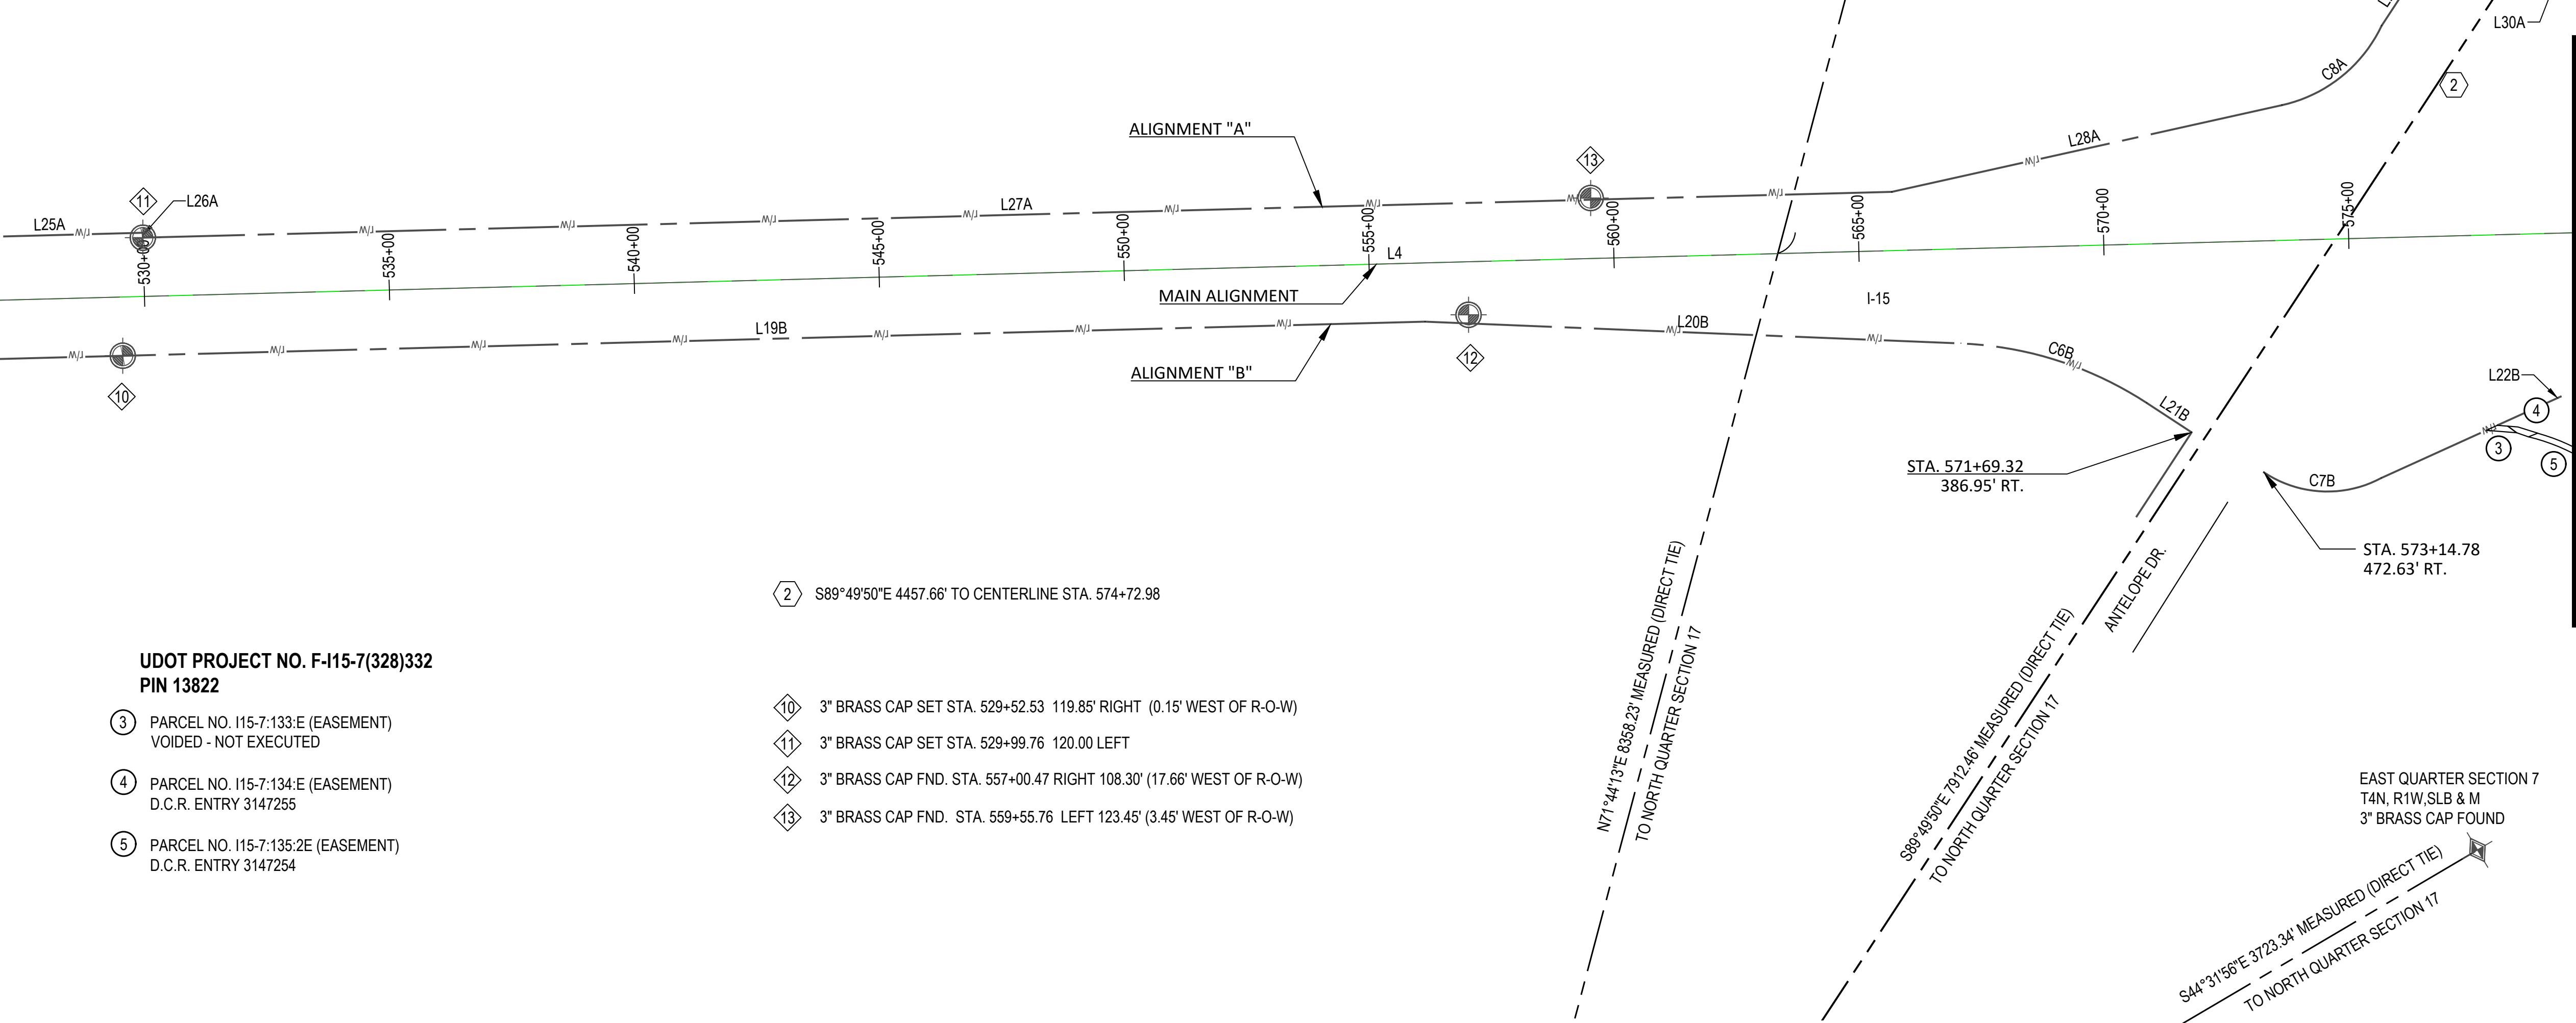 L30A
2
C8A
ALIGNMENT "A"
L28A
13
11
L26A
L27A
L25A
R/W
530+00
535+00
540+00
545+00
550+00
555+00
560+00
565+00
570+00
575+00
L4
MAIN ALIGNMENT
I-15
L19B
L20B
12
C6B
ALIGNMENT "B"
10
L21B
L22B
4
3
5
STA. 571+69.32
386.95' RT.
C7B
STA. 573+14.78
472.63' RT.
ANTELOPE DR.
N71°44'13"E 8358.23' MEASURED (DIRECT TIE)
TO NORTH QUARTER SECTION 17
S89°49'50"E 7912.46' MEASURED (DIRECT TIE)
TO NORTH QUARTER SECTION 17
2 S89°49'50"E 4457.66' TO CENTERLINE STA. 574+72.98
UDOT PROJECT NO. F-I15-7(328)332
PIN 13822
3 PARCEL NO. I15-7:133:E (EASEMENT)
VOIDED - NOT EXECUTED
4 PARCEL NO. I15-7:134:E (EASEMENT)
D.C.R. ENTRY 3147255
5 PARCEL NO. I15-7:135:2E (EASEMENT)
D.C.R. ENTRY 3147254
10 3" BRASS CAP SET STA. 529+52.53 119.85' RIGHT (0.15' WEST OF R-O-W)
11 3" BRASS CAP SET STA. 529+99.76 120.00 LEFT
12 3" BRASS CAP FND. STA. 557+00.47 RIGHT 108.30' (17.66' WEST OF R-O-W)
13 3" BRASS CAP FND. STA. 559+55.76 LEFT 123.45' (3.45' WEST OF R-O-W)
EAST QUARTER SECTION 7
T4N, R1W,SLB & M
3" BRASS CAP FOUND
S44°31'56"E 3723.34' MEASURED (DIRECT TIE)
TO NORTH QUARTER SECTION 17